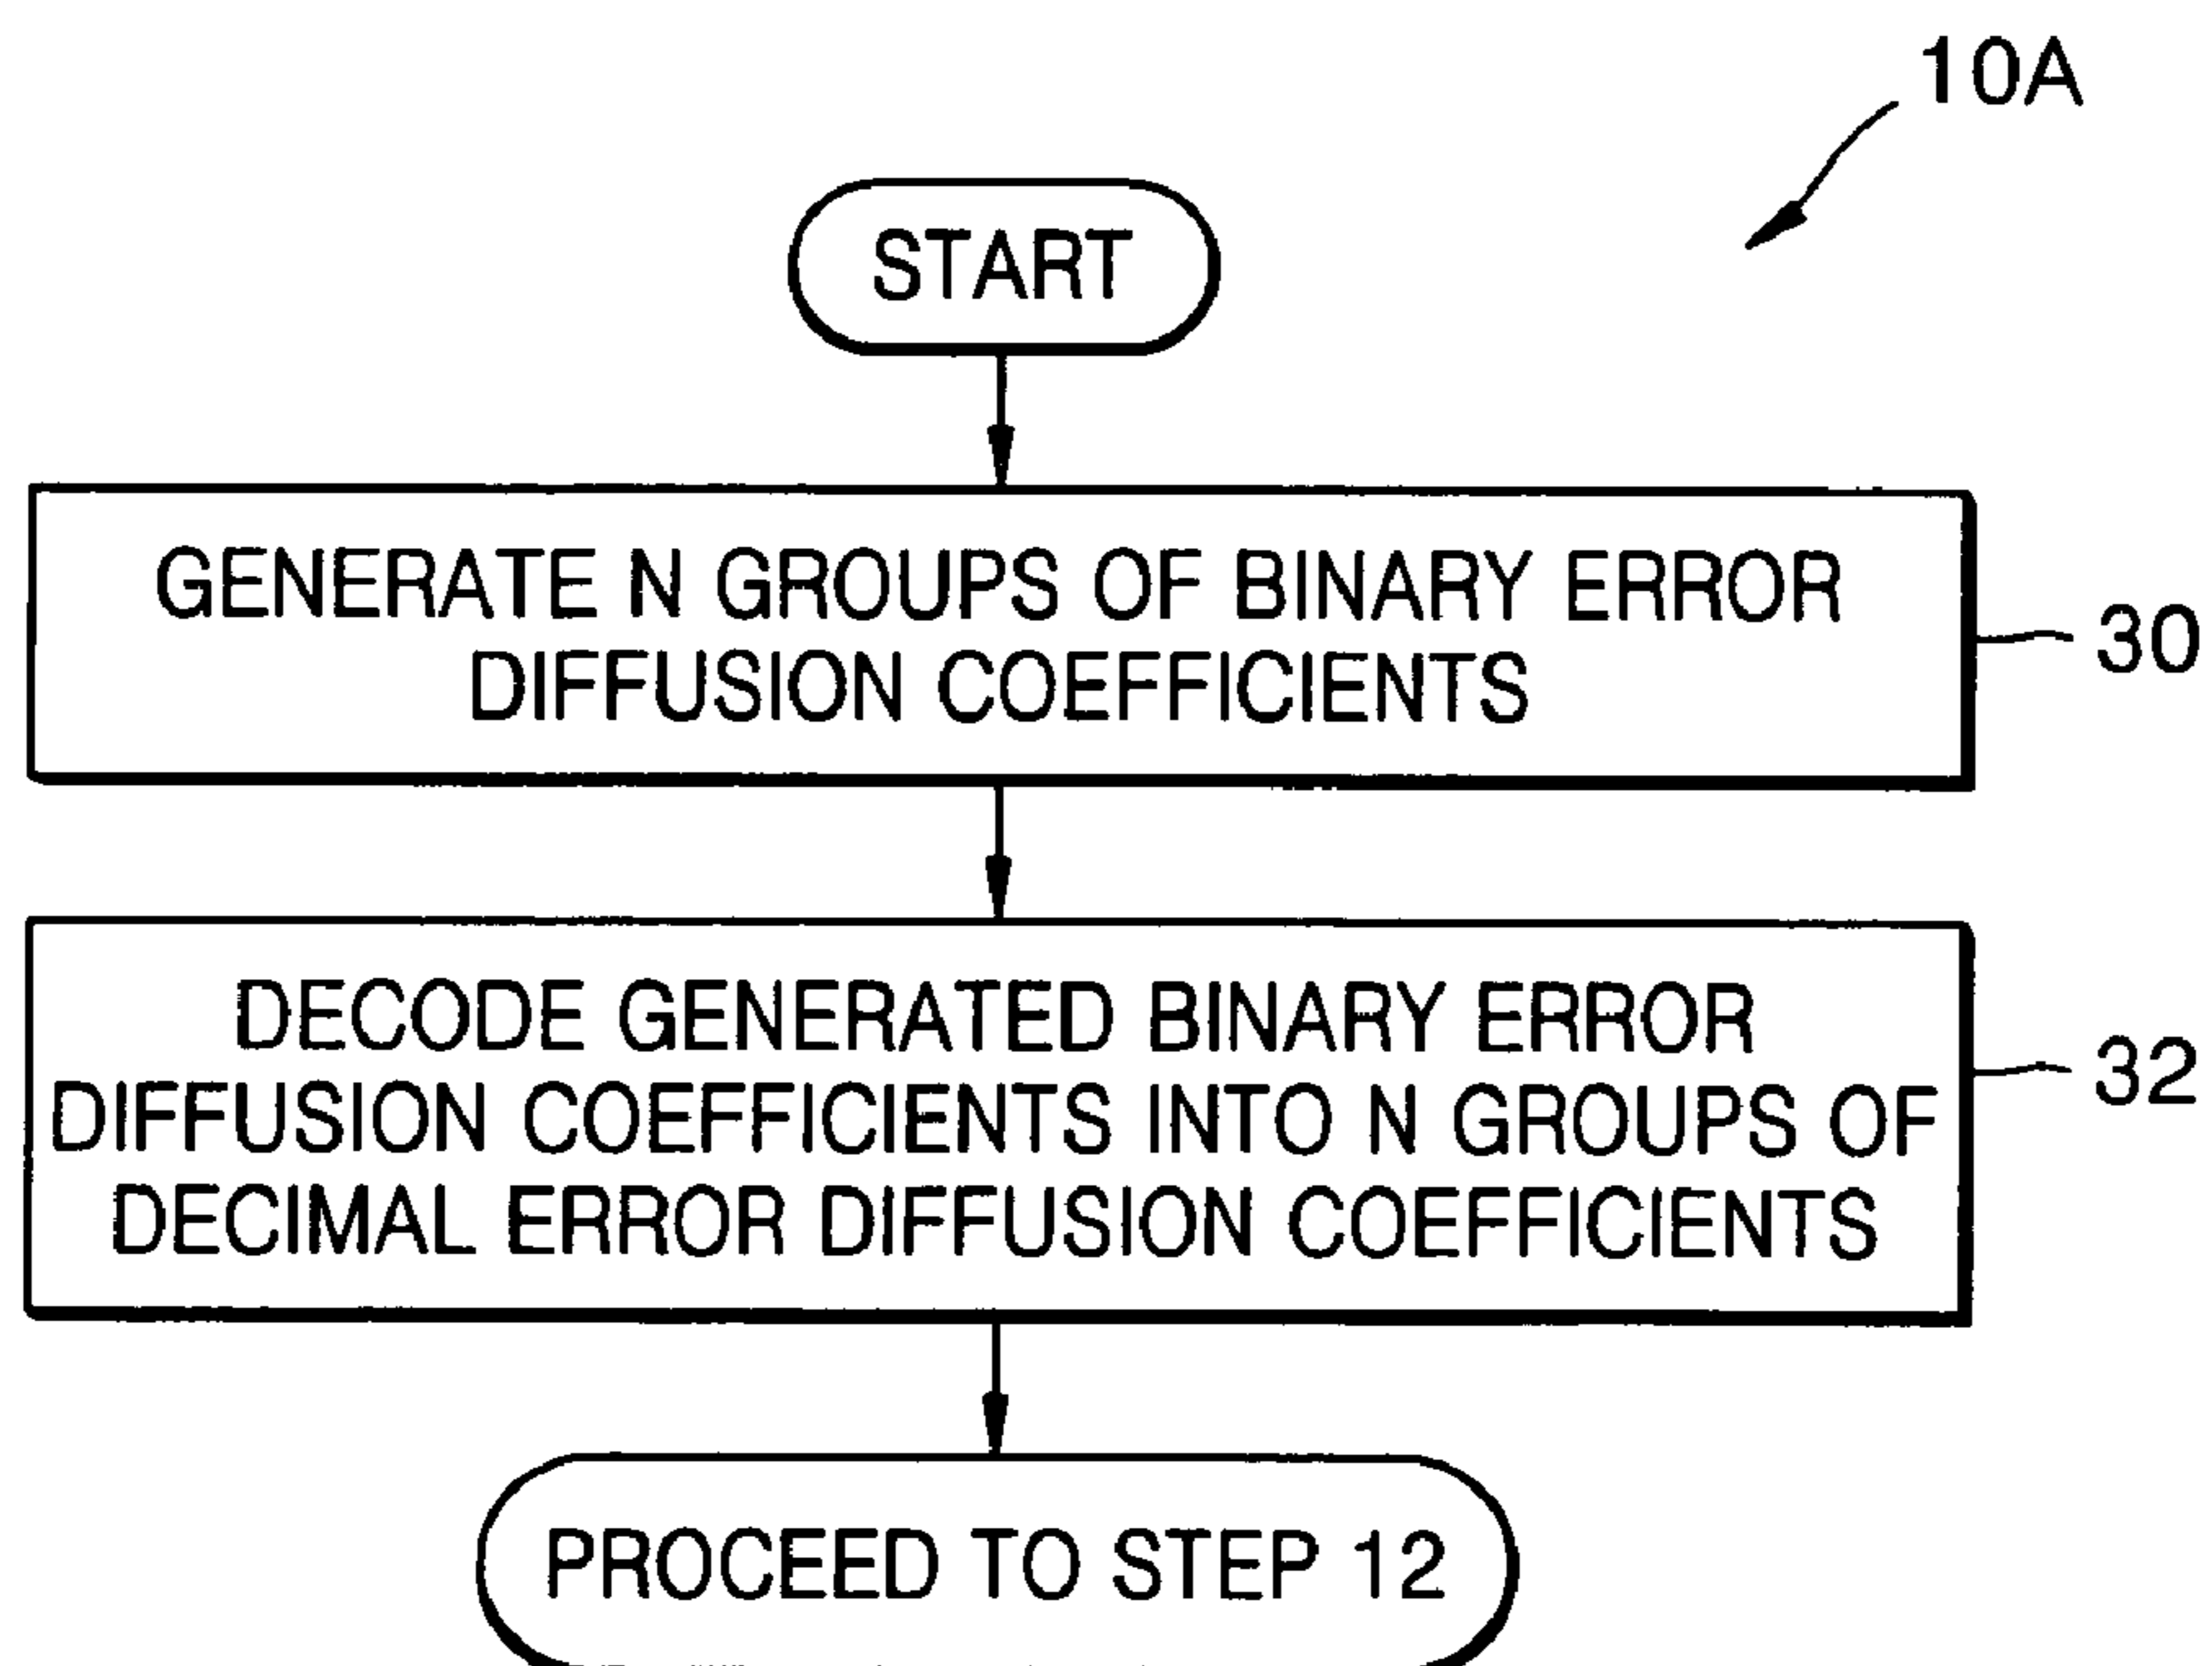 10A
START
GENERATE N GROUPS OF BINARY ERROR
DIFFUSION COEFFICIENTS
30
DECODE GENERATED BINARY ERROR
DIFFUSION COEFFICIENTS INTO N GROUPS OF
DECIMAL ERROR DIFFUSION COEFFICIENTS
32
PROCEED TO STEP 12